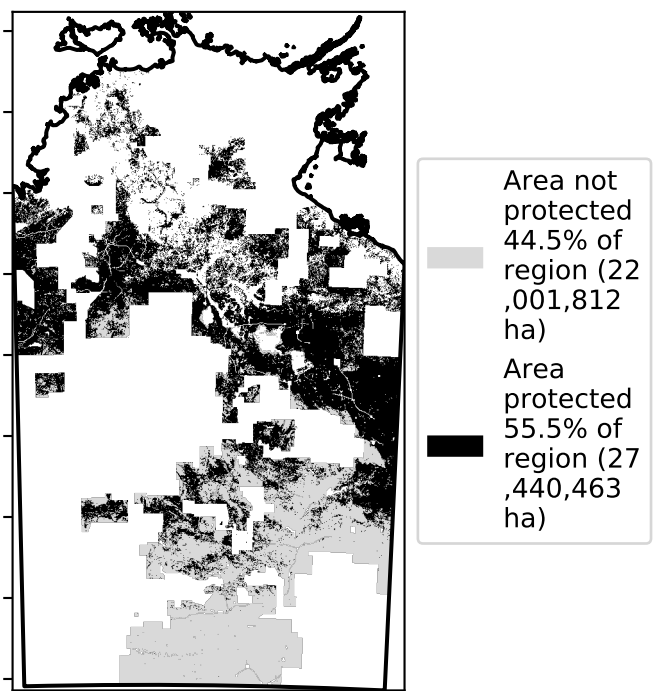 Area not
protected
44.5% of
region (22
,001,812
ha)
Area
protected
55.5% of
region (27
,440,463
ha)